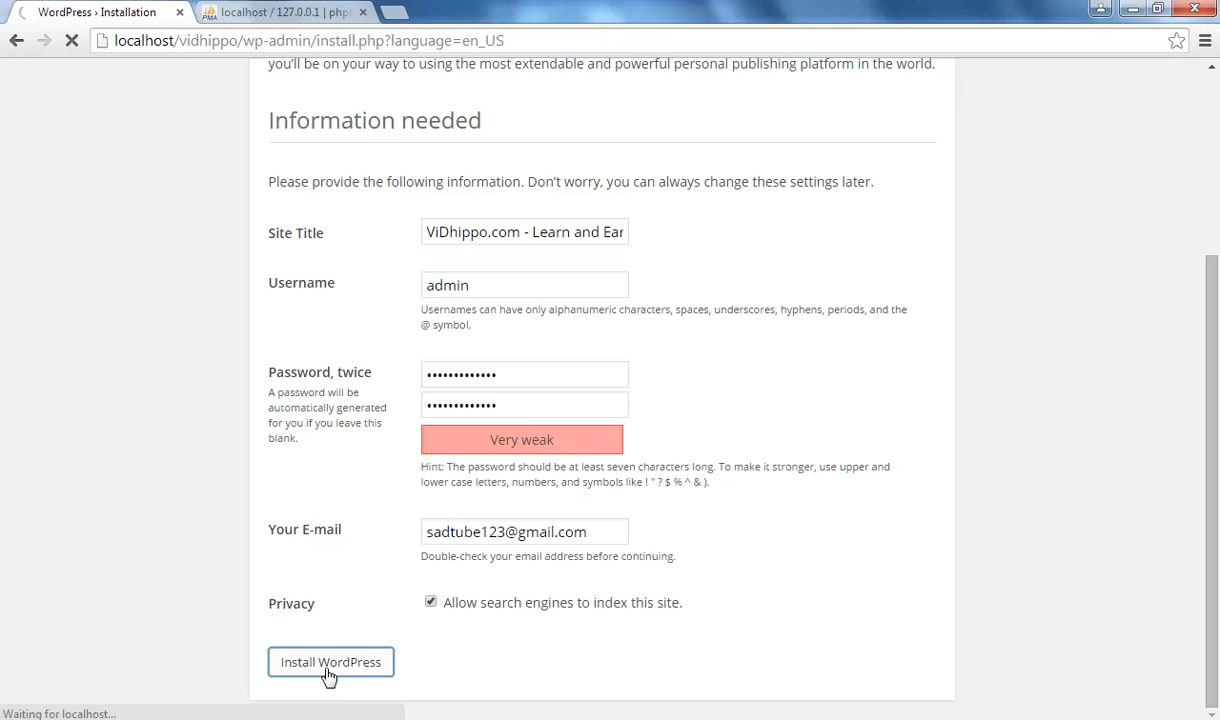 WordPress › Installation
localhost / 127.0.0.1 | phpl
localhost/vidhippo/wp-admin/install.php?language=en_US
you’ll be on your way to using the most extendable and powerful personal publishing platform in the world.
Information needed
Please provide the following information. Don’t worry, you can always change these settings later.
Site Title
ViDhippo.com - Learn and Ear
Username
admin
Usernames can have only alphanumeric characters, spaces, underscores, hyphens, periods, and the
@ symbol.
Password, twice
•••••••••••••
A password will be
automatically generated
for you if you leave this
blank.
•••••••••••••
Very weak
Hint: The password should be at least seven characters long. To make it stronger, use upper and
lower case letters, numbers, and symbols like ! " ? $ % ^ & ).
Your E-mail
sadtube123@gmail.com
Double-check your email address before continuing.
Privacy
Allow search engines to index this site.
Install WordPress
Waiting for localhost...